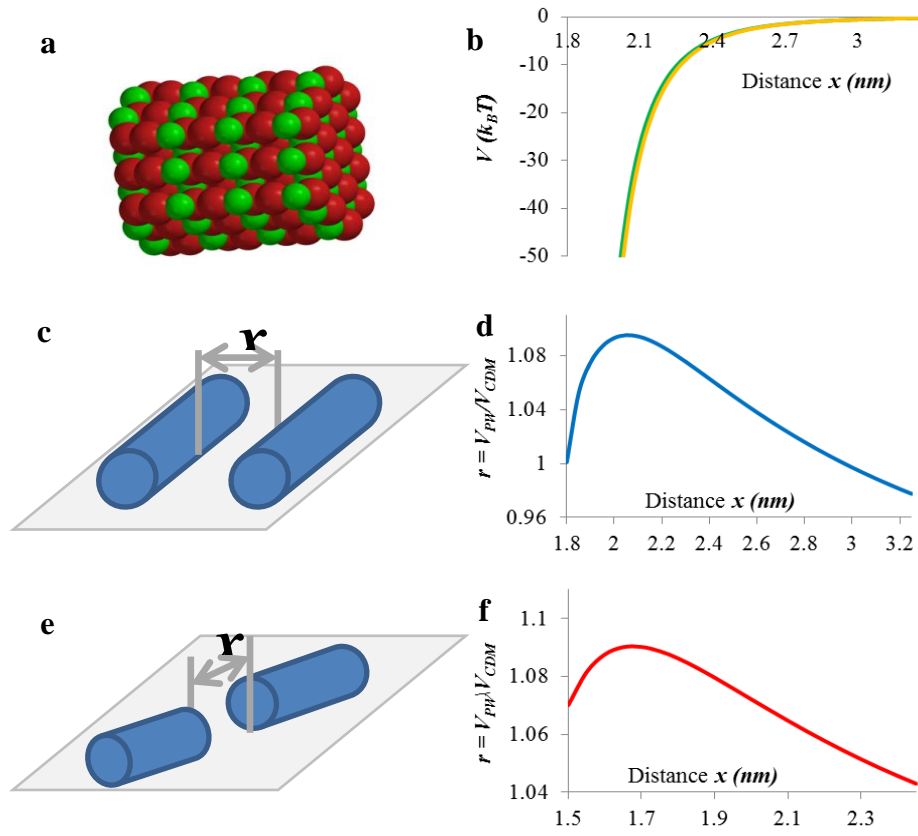 a
b
0
-10
-20
-30
-40
-50
1.8 2.1 2.4 2.7 3
Distance x (nm)
V (kBT)
c
r
d
1.08
1.04
1
0.96
1.8 2 2.2 2.4 2.6 2.8 3 3.2
Distance x (nm)
r = VPW/VCDM
e
r
f
1.1
1.08
1.06
1.04
1.5 1.7 1.9 2.1 2.3
Distance x (nm)
r = VPW\VCDM